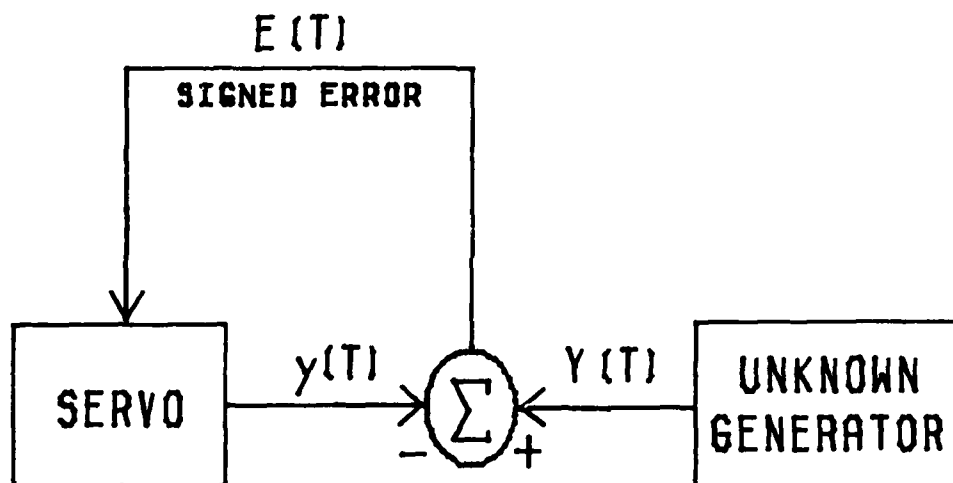 E(T)
SIGNED ERROR
y(T)
Y(T)
SERVO
Σ
UNKNOWN
GENERATOR
-
+